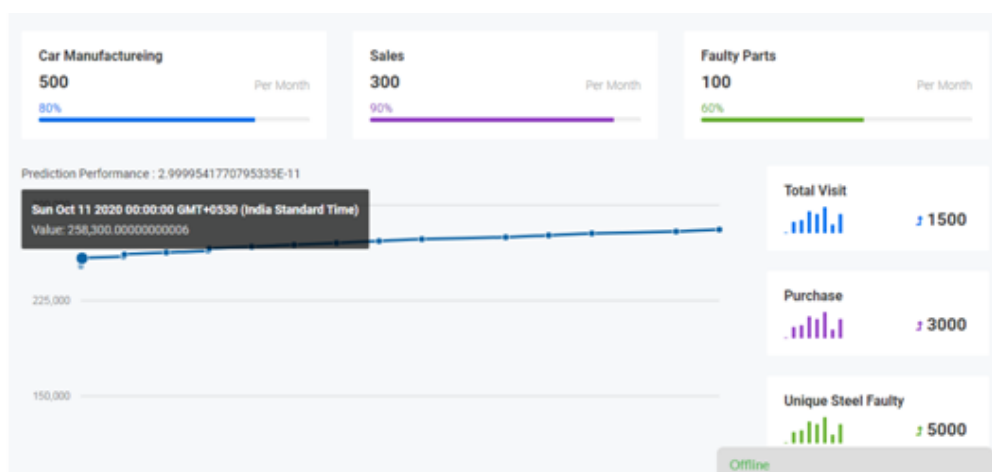 Car Manufactureing
500
Per Month
80%
Sales
300
Per Month
90%
Faulty Parts
100
Per Month
60%
Prediction Performance : 2.9999541770795335E-11
Sun Oct 11 2020 00:00:00 GMT+0530 (India Standard Time)
Value: 258,300.00000000006
225,000
150,000
Total Visit
1500
Purchase
3000
Unique Steel Faulty
5000
Offline